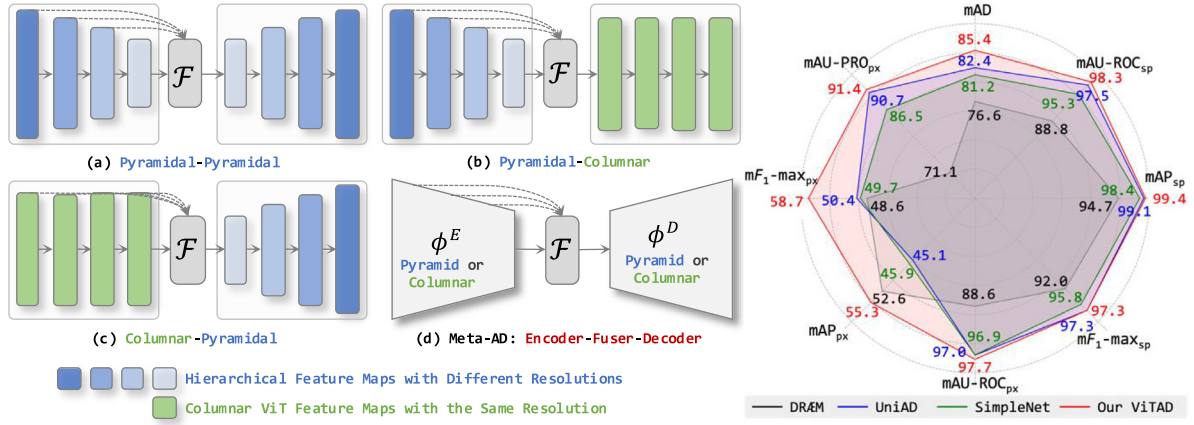 F
(a) Pyramidal-Pyramidal
F
(b) Pyramidal-Columnar
F
(c) Columnar-Pyramidal
ϕ^E
Pyramid or
Columnar
F
ϕ^D
Pyramid or
Columnar
(d) Meta-AD: Encoder-Fuser-Decoder
Hierarchical Feature Maps with Different Resolutions
Columnar ViT Feature Maps with the Same Resolution
mAD
85.4
82.4
81.2
76.6
mAU-ROC_sp
98.3
97.5
95.3
88.8
mAP_sp
99.4
99.1
98.4
94.7
mF_1-max_sp
97.3
97.3
95.8
92.0
mAU-ROC_px
97.7
97.0
96.9
88.6
mAP_px
55.3
52.6
45.9
45.1
mF_1-max_px
58.7
50.4
49.7
48.6
mAU-PRO_px
91.4
90.7
86.5
71.1
DRÆM UniAD SimpleNet Our ViTAD